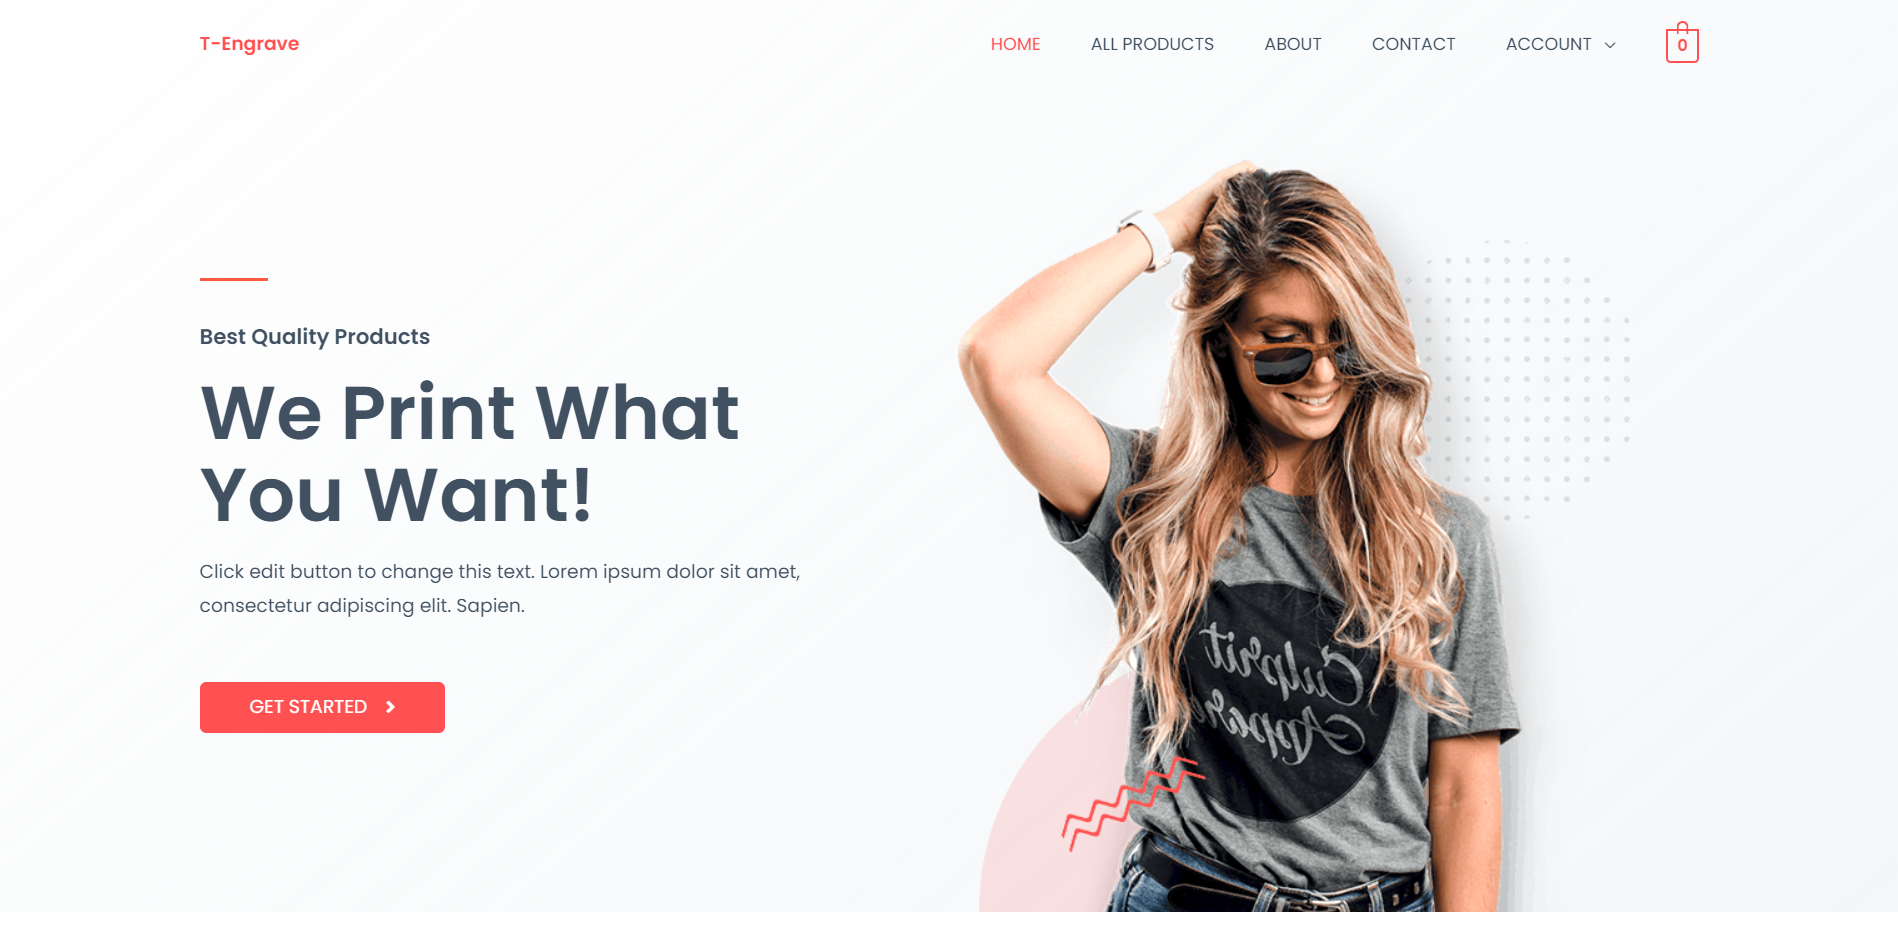 T-Engrave
HOME
ALL PRODUCTS
ABOUT
CONTACT
ACCOUNT
0
Best Quality Products
We Print What
You Want!
Click edit button to change this text. Lorem ipsum dolor sit amet,
consectetur adipiscing elit. Sapien.
GET STARTED
Culprit